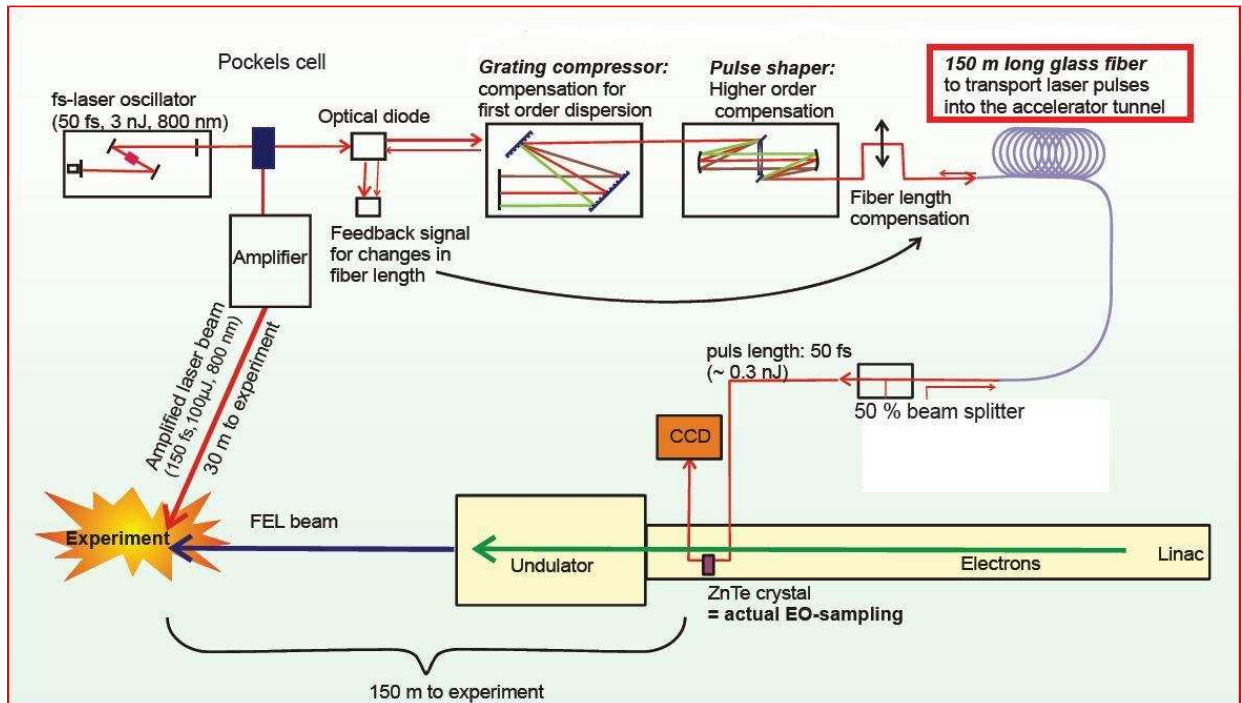 Pockels cell
fs-laser oscillator
(50 fs, 3 nJ, 800 nm)
Optical diode
Grating compressor:
compensation for
first order dispersion
Pulse shaper:
Higher order
compensation
150 m long glass fiber
to transport laser pulses
into the accelerator tunnel
Amplifier
Feedback signal
for changes in
fiber length
Fiber length
compensation
Amplified laser beam
(150 fs, 100µJ, 800 nm)
30 m to experiment
puls length: 50 fs
(~ 0.3 nJ)
50 % beam splitter
CCD
Experiment
FEL beam
Undulator
Electrons
Linac
ZnTe crystal
= actual EO-sampling
150 m to experiment